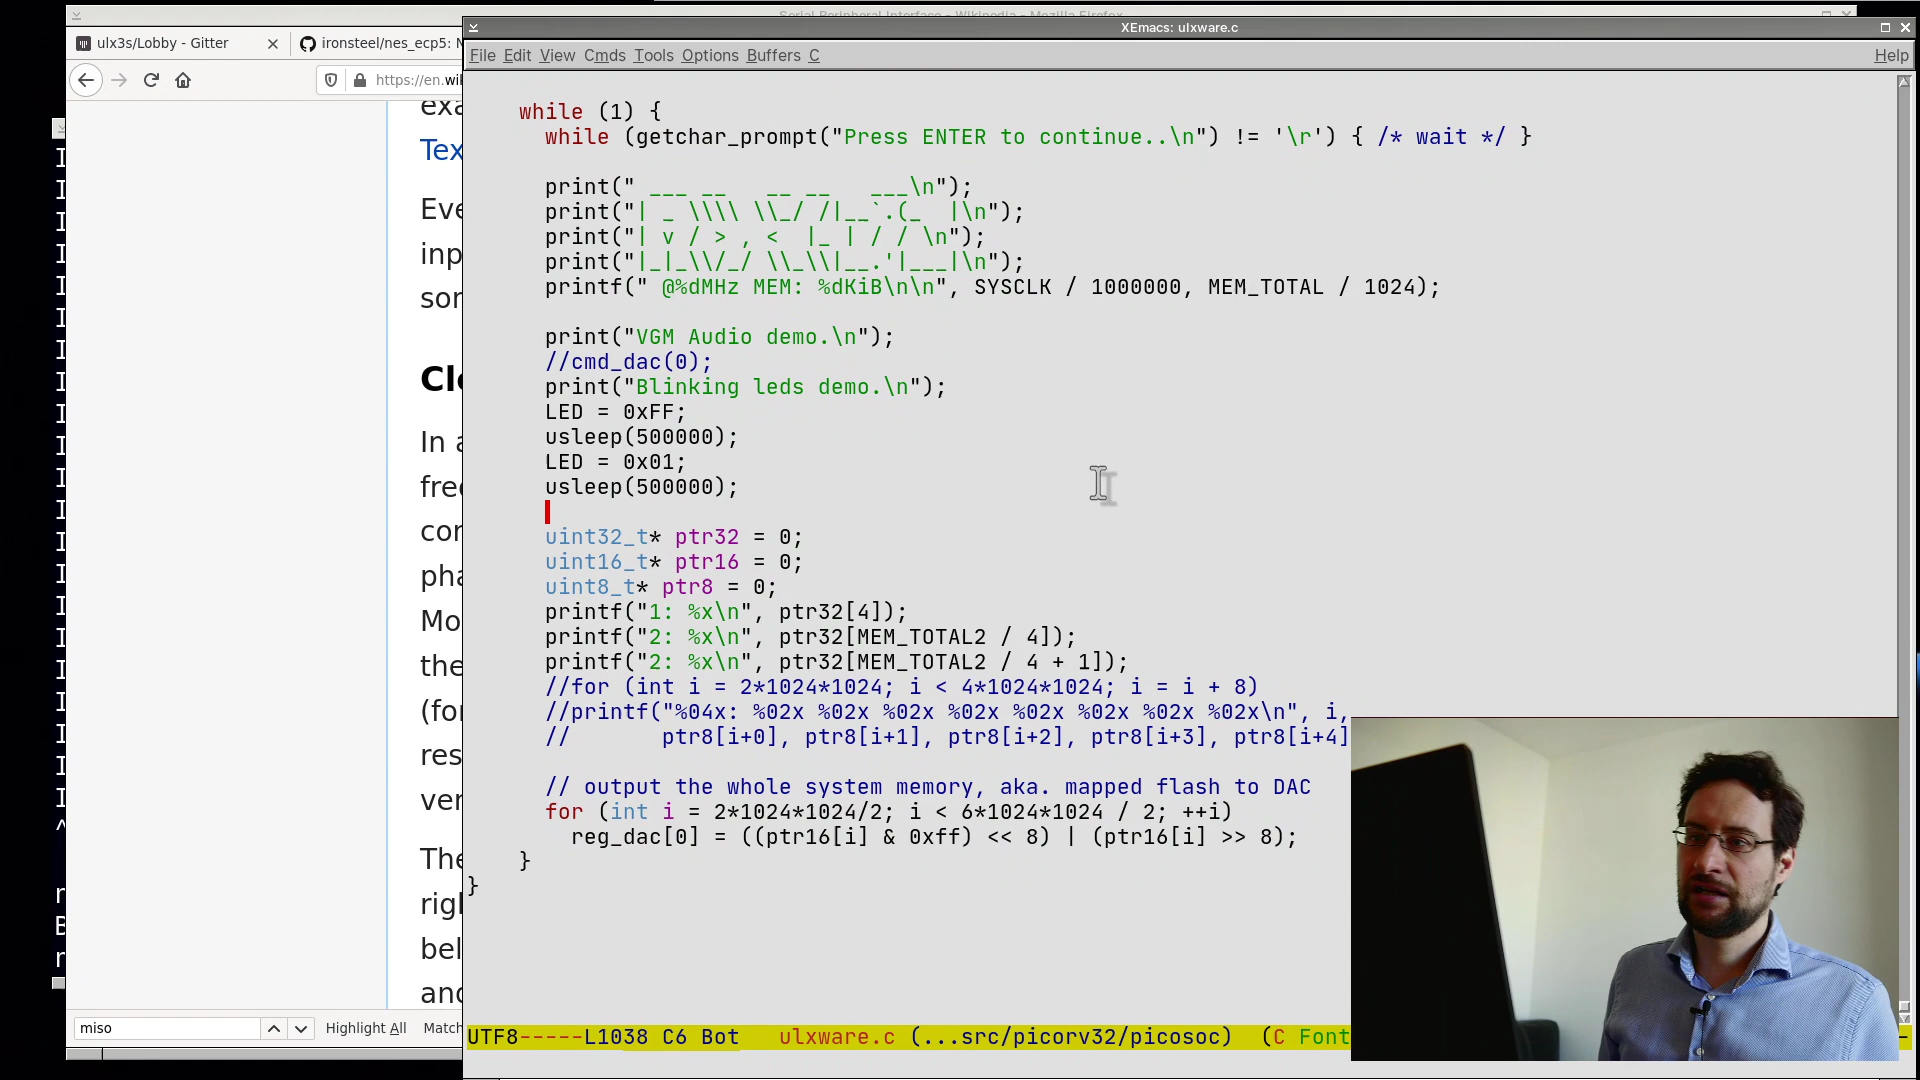 Serial Peripheral Interface - Wikipedia - Mozilla Firefox
XEmacs: ulxware.c
ulx3s/Lobby - Gitter
ironsteel/nes_ecp5: N
File Edit View Cmds Tools Options Buffers C
Help
https://en.wi
Tex
Eve
inp
son
Clo
In a
fre
con
pha
Mo
the
(for
res
ver
The
righ
bel
and
while (1) {
while (getchar_prompt("Press ENTER to continue..\n") != '\r') { /* wait */ }
print(" ___ __   __ __   ___\n");
print("| _ \\\\ \\_/ /|__`.(_  |\n");
print("| v / > , <  |_ | / / \n");
print("|_|_\\/_/ \\_\\|__.'|___|\n");
printf(" @%dMHz MEM: %dKiB\n\n", SYSCLK / 1000000, MEM_TOTAL / 1024);
print("VGM Audio demo.\n");
//cmd_dac(0);
print("Blinking leds demo.\n");
LED = 0xFF;
usleep(500000);
LED = 0x01;
usleep(500000);
uint32_t* ptr32 = 0;
uint16_t* ptr16 = 0;
uint8_t* ptr8 = 0;
printf("1: %x\n", ptr32[4]);
printf("2: %x\n", ptr32[MEM_TOTAL2 / 4]);
printf("2: %x\n", ptr32[MEM_TOTAL2 / 4 + 1]);
//for (int i = 2*1024*1024; i < 4*1024*1024; i = i + 8)
//printf("%04x: %02x %02x %02x %02x %02x %02x %02x %02x\n", i,
//       ptr8[i+0], ptr8[i+1], ptr8[i+2], ptr8[i+3], ptr8[i+4]
// output the whole system memory, aka. mapped flash to DAC
for (int i = 2*1024*1024/2; i < 6*1024*1024 / 2; ++i)
reg_dac[0] = ((ptr16[i] & 0xff) << 8) | (ptr16[i] >> 8);
}
}
miso
Highlight All
Match
UTF8-----L1038 C6 Bot   ulxware.c (...src/picorv32/picosoc)  (C Font